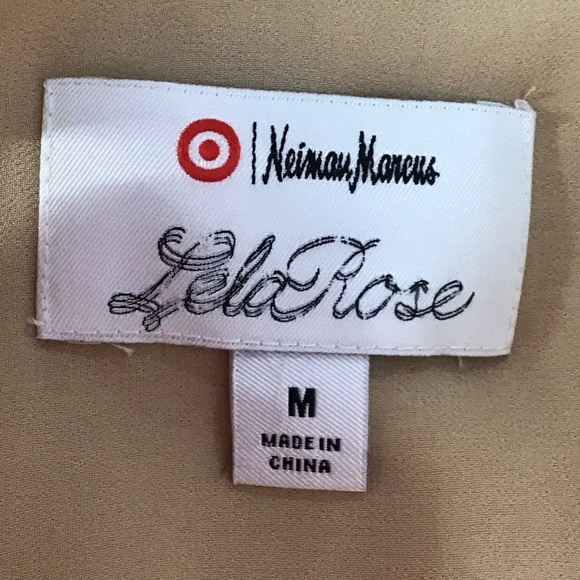 Neiman Marcus
Lela Rose
M
MADE IN
CHINA